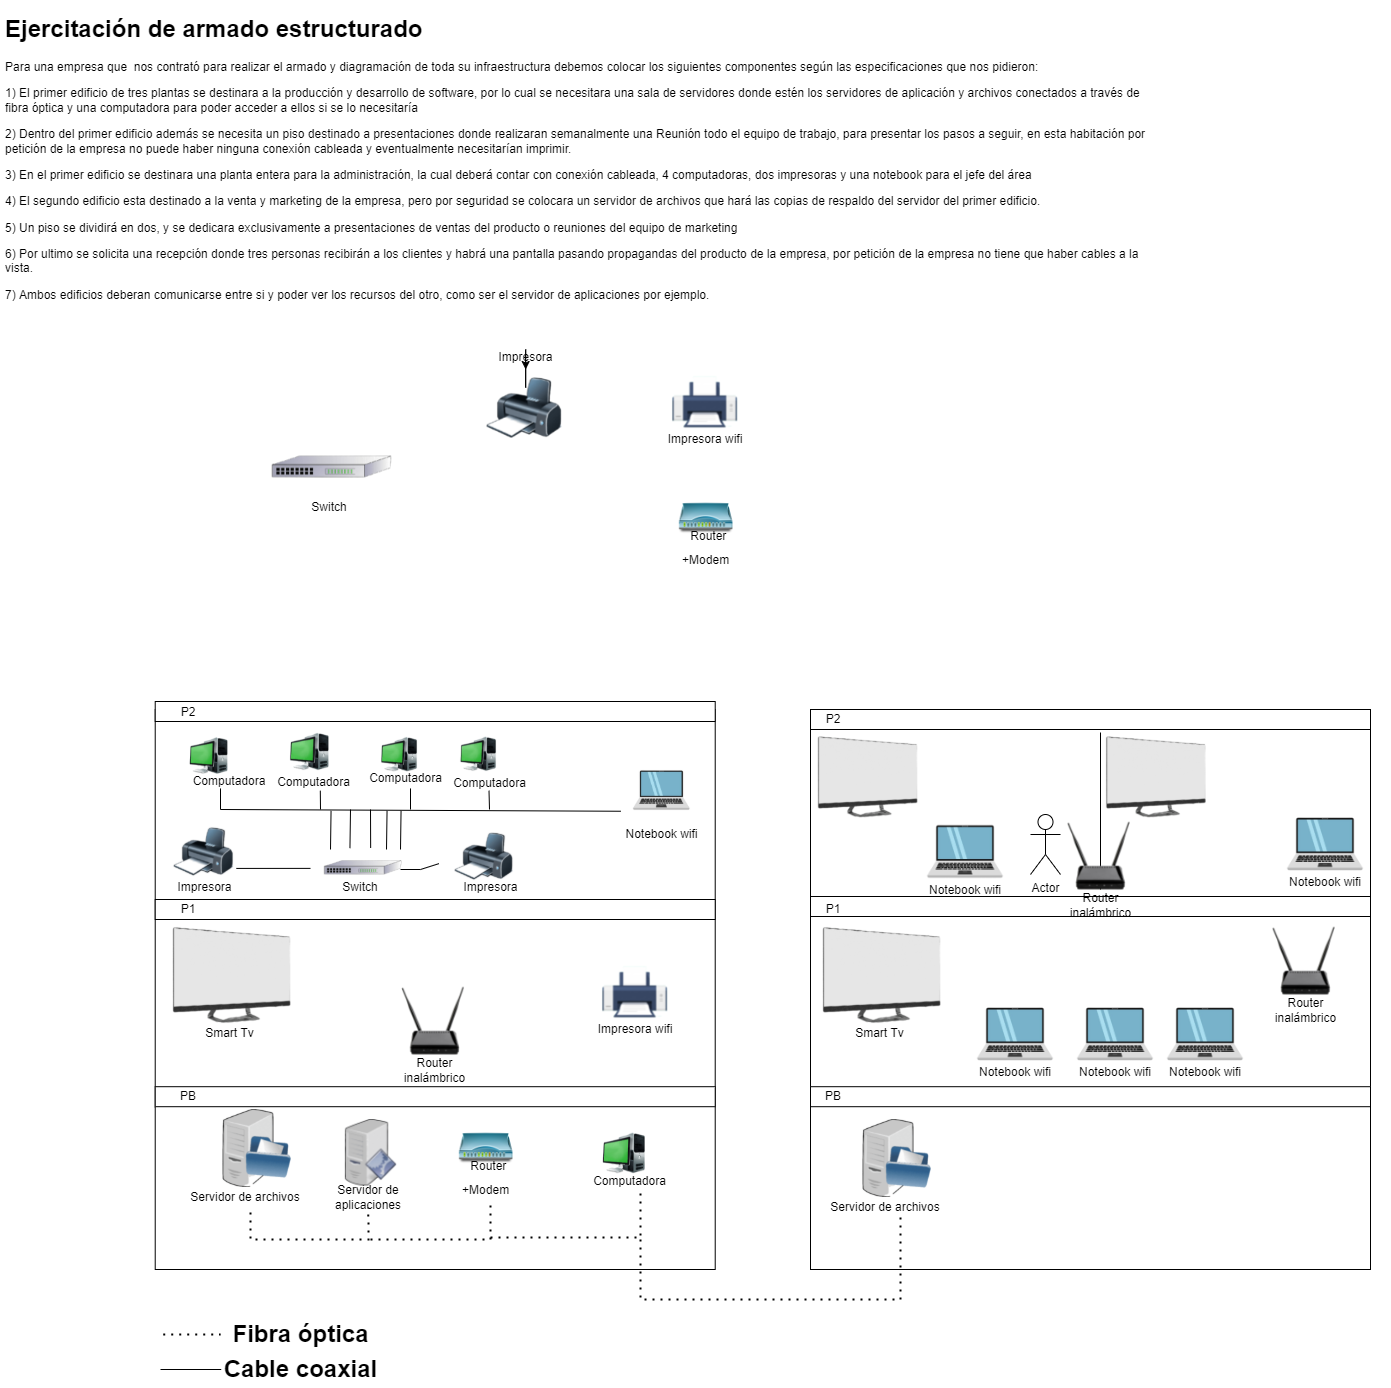 Ejercitación de armado estructurado
Para una empresa que  nos contrató para realizar el armado y diagramación de toda su infraestructura debemos colocar los siguientes componentes según las especificaciones que nos pidieron:
1) El primer edificio de tres plantas se destinara a la producción y desarrollo de software, por lo cual se necesitara una sala de servidores donde estén los servidores de aplicación y archivos conectados a través de
fibra óptica y una computadora para poder acceder a ellos si se lo necesitaría
2) Dentro del primer edificio además se necesita un piso destinado a presentaciones donde realizaran semanalmente una Reunión todo el equipo de trabajo, para presentar los pasos a seguir, en esta habitación por
petición de la empresa no puede haber ninguna conexión cableada y eventualmente necesitarían imprimir.
3) En el primer edificio se destinara una planta entera para la administración, la cual deberá contar con conexión cableada, 4 computadoras, dos impresoras y una notebook para el jefe del área
4) El segundo edificio esta destinado a la venta y marketing de la empresa, pero por seguridad se colocara un servidor de archivos que hará las copias de respaldo del servidor del primer edificio.
5) Un piso se dividirá en dos, y se dedicara exclusivamente a presentaciones de ventas del producto o reuniones del equipo de marketing
6) Por ultimo se solicita una recepción donde tres personas recibirán a los clientes y habrá una pantalla pasando propagandas del producto de la empresa, por petición de la empresa no tiene que haber cables a la
vista.
7) Ambos edificios deberan comunicarse entre si y poder ver los recursos del otro, como ser el servidor de aplicaciones por ejemplo.
Impresora
Impresora wifi
Switch
Router
+Modem
P2
Computadora
Computadora
Computadora
Computadora
Notebook wifi
Impresora
Switch
Impresora
P1
Smart Tv
Router
inalámbrico
Impresora wifi
PB
Servidor de archivos
Servidor de
aplicaciones
Router
+Modem
Computadora
P2
Notebook wifi
Actor
Router
inalámbrico
Notebook wifi
P1
Smart Tv
Notebook wifi
Notebook wifi
Notebook wifi
Router
inalámbrico
PB
Servidor de archivos
Fibra óptica
Cable coaxial